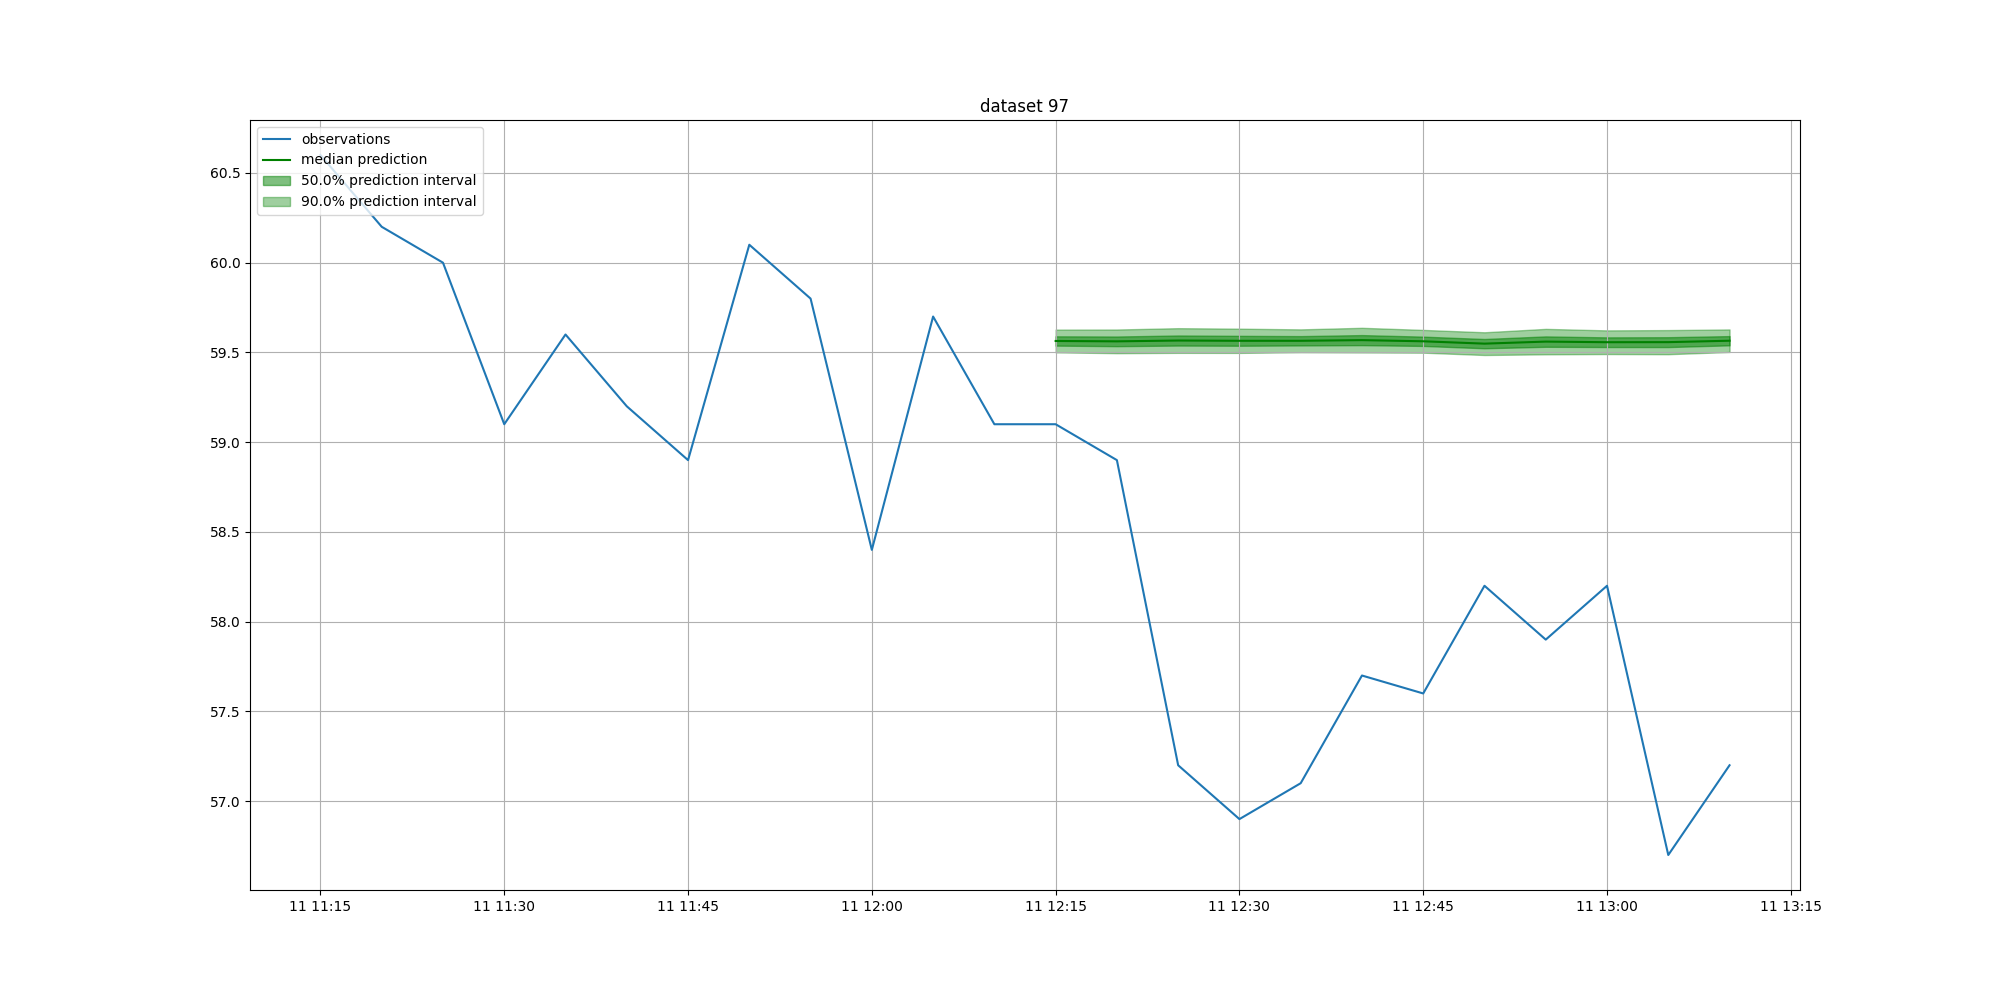 dataset 97
observations
median prediction
50.0% prediction interval
90.0% prediction interval
60.5
60.0
59.5
59.0
58.5
58.0
57.5
57.0
11 11:15 11 11:30 11 11:45 11 12:00 11 12:15 11 12:30 11 12:45 11 13:00 11 13:15